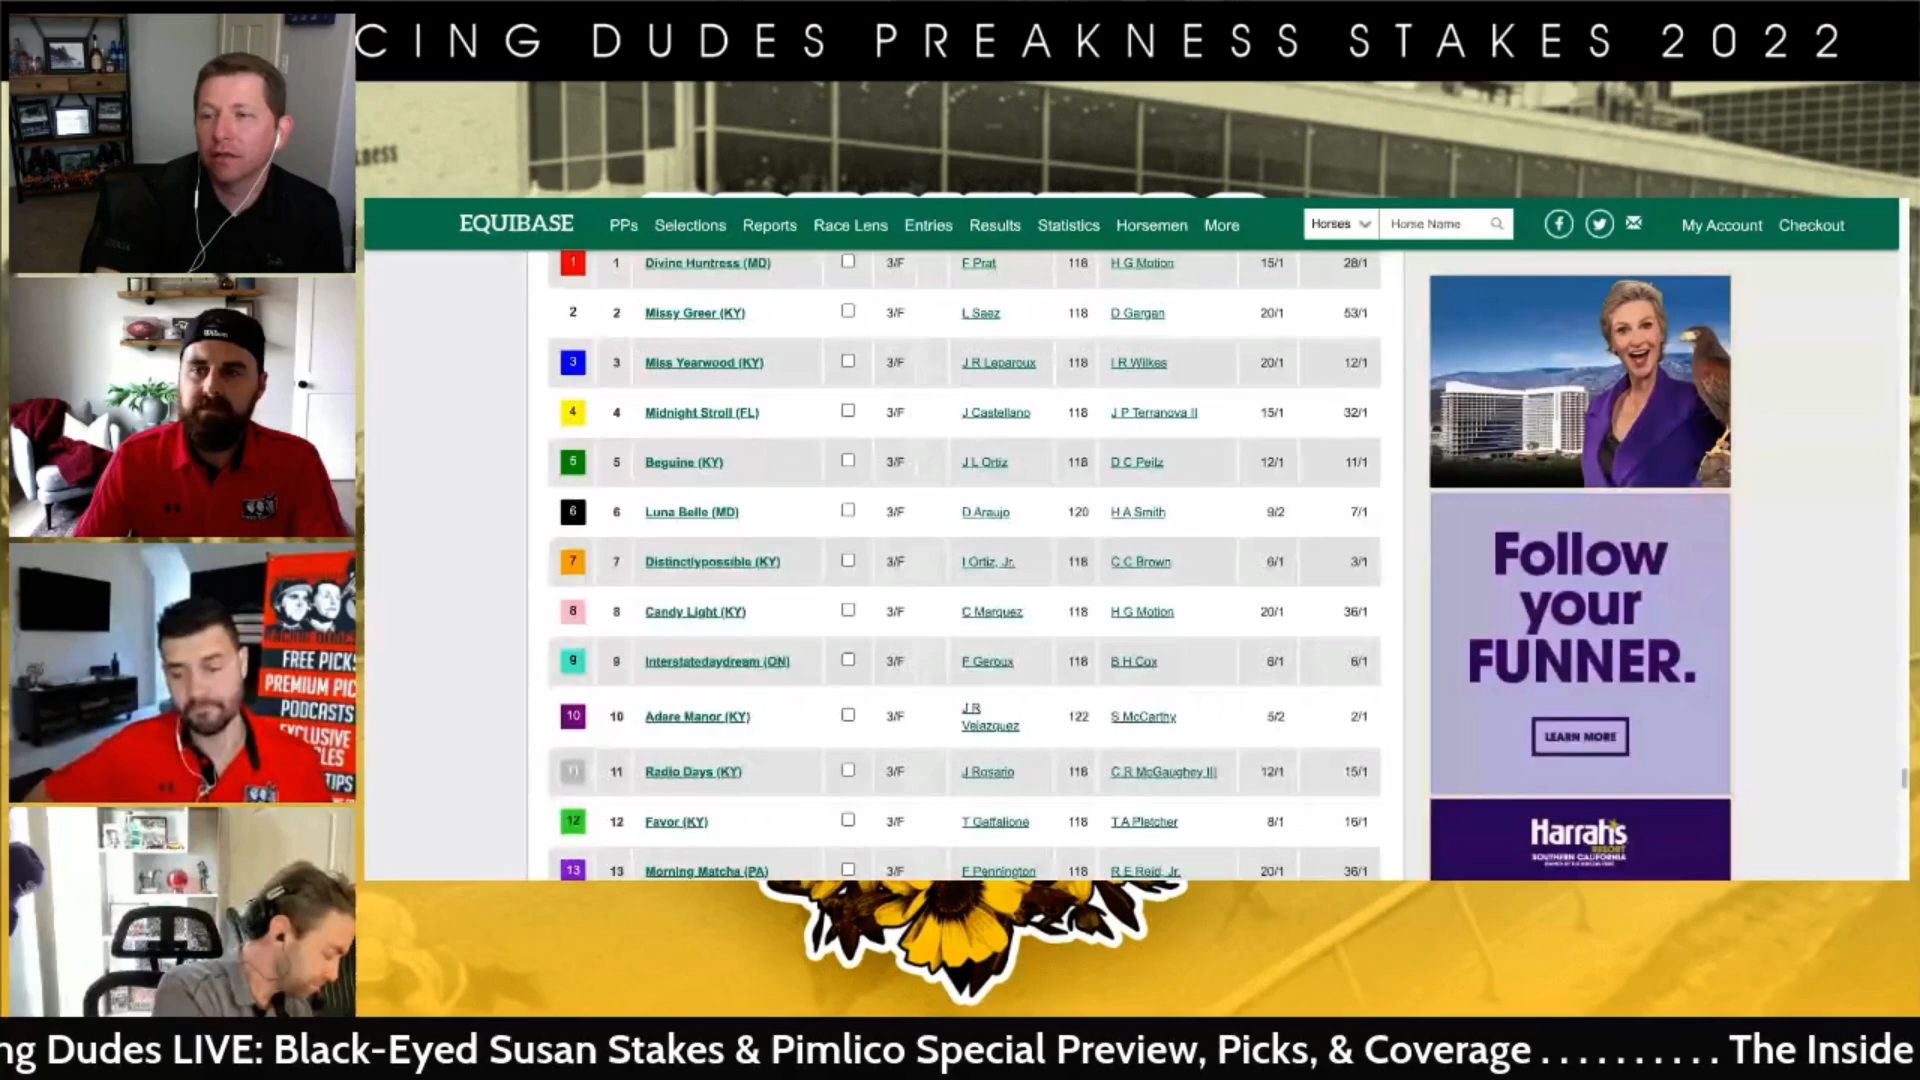 CING DUDES PREAKNESS STAKES 2022
EQUIBASE PPs Selections Reports Race Lens Entries Results Statistics Horsemen More Horses Horse Name My Account Checkout
1 1 Divine Huntress (MD) 3/F F Prat 118 H G Motion 15/1 28/1
2 2 Missy Greer (KY) 3/F L Saez 118 D Gargan 20/1 53/1
3 3 Miss Yearwood (KY) 3/F J R Leparoux 118 I R Wilkes 20/1 12/1
4 4 Midnight Stroll (FL) 3/F J Castellano 118 J P Terranova II 15/1 32/1
5 5 Beguine (KY) 3/F J L Ortiz 118 D C Peitz 12/1 11/1
6 6 Luna Belle (MD) 3/F D Araujo 120 H A Smith 9/2 7/1
7 7 Distinctlypossible (KY) 3/F I Ortiz, Jr. 118 C C Brown 6/1 3/1
8 8 Candy Light (KY) 3/F C Marquez 118 H G Motion 20/1 36/1
9 9 Interstatedaydream (ON) 3/F F Geroux 118 B H Cox 6/1 6/1
10 10 Adare Manor (KY) 3/F J R Velazquez 122 S McCarthy 5/2 2/1
11 11 Radio Days (KY) 3/F J Rosario 118 C R McGaughey III 12/1 15/1
12 12 Favor (KY) 3/F T Gaffalione 118 T A Pletcher 8/1 16/1
13 13 Morning Matcha (PA) 3/F F Pennington 118 R E Reid, Jr. 20/1 36/1
Follow
your
FUNNER.
LEARN MORE
Harrah's
RESORT
SOUTHERN CALIFORNIA
FREE PICKS
PREMIUM PIC
PODCASTS
EXCLUSIVE
LES
TIPS
ng Dudes LIVE: Black-Eyed Susan Stakes & Pimlico Special Preview, Picks, & Coverage . . . . . . . . . . The Inside